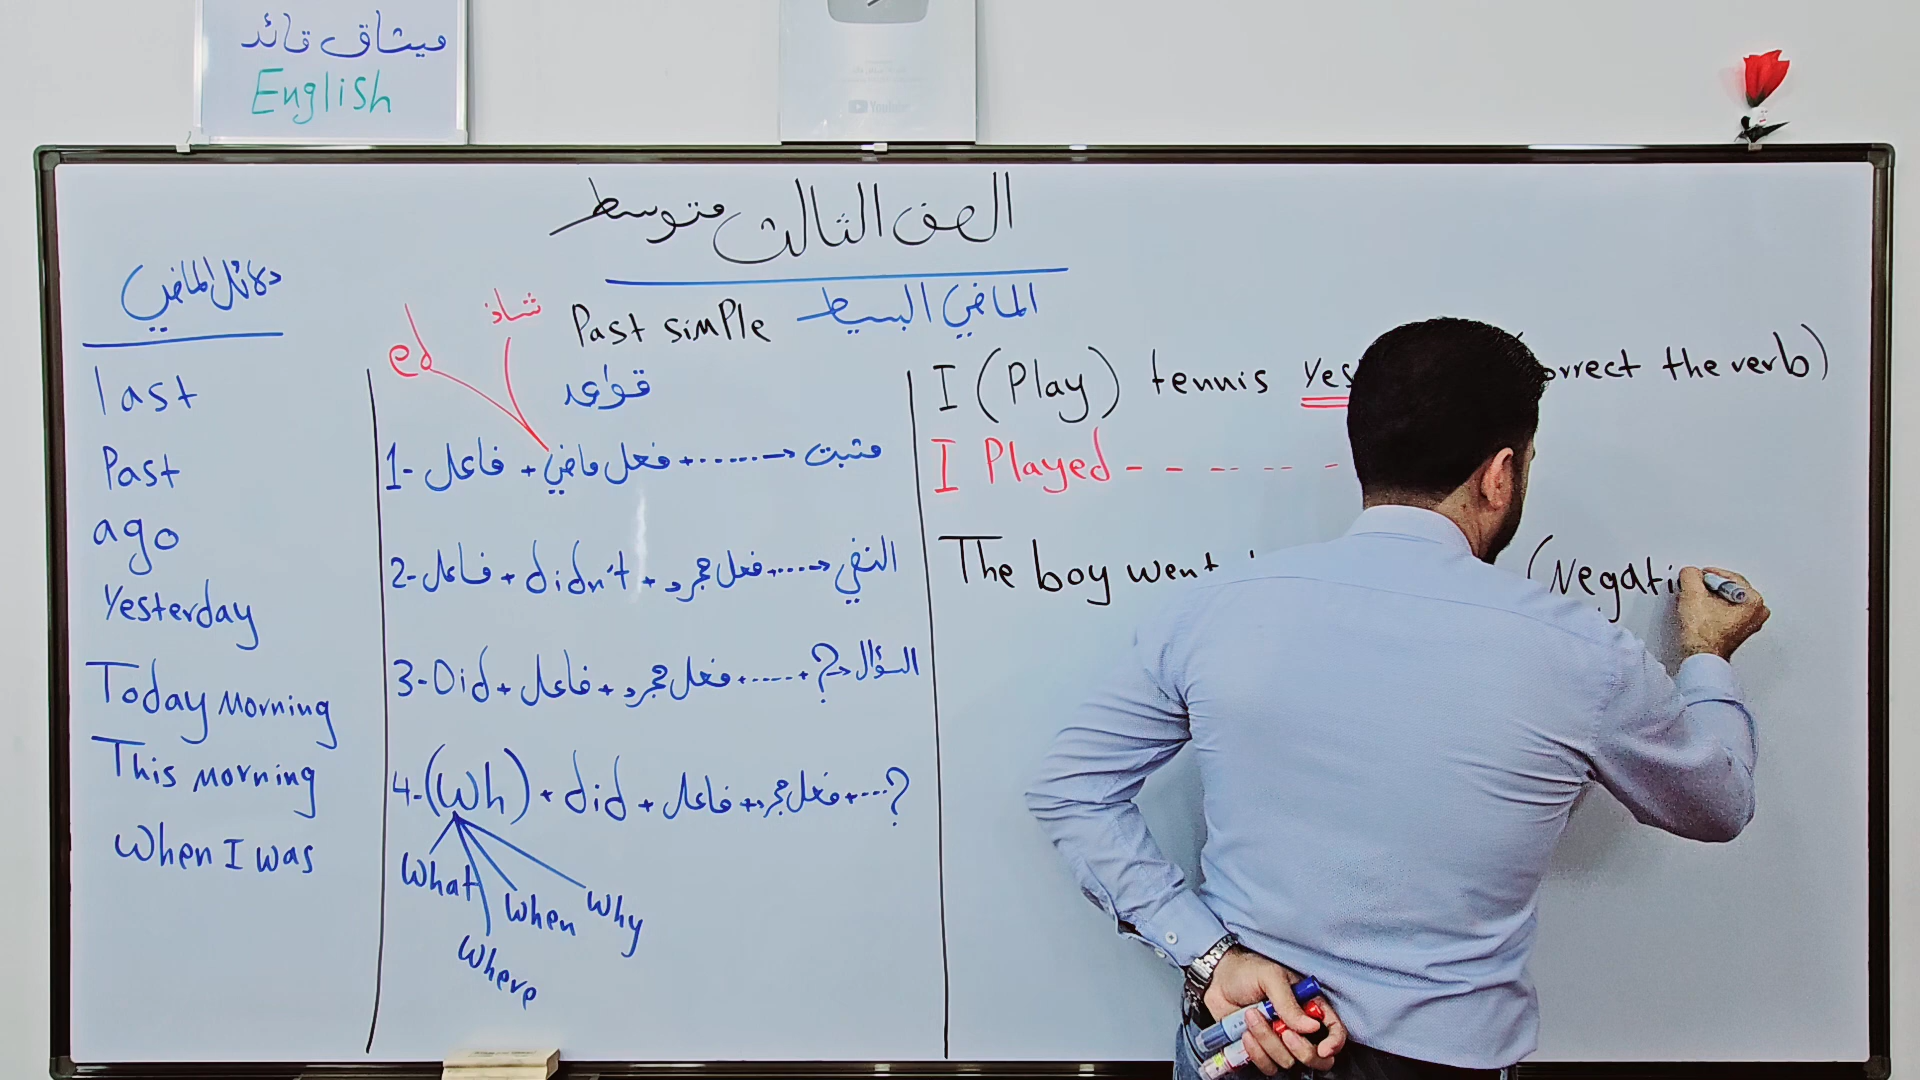 ميثاق قائد
English
YouTube
الصف الثالث متوسط
Past simple الماضي البسيط
دلائل الماضي
last
Past
ago
Yesterday
Today Morning
This morning
When I was
ed شاذ
قواعد
1- فاعل + فعل ماضي + ....... → مثبت
2- فاعل + didn't + فعل مجرد + ..... → النفي
3- Did + فاعل + فعل مجرد + ..... + ? → السؤال
4- (Wh) + did + فاعل + فعل مجرد + .... ?
What
Where
When
Why
I (Play) tennis the verb)
I Played - - - - - -
The boy went